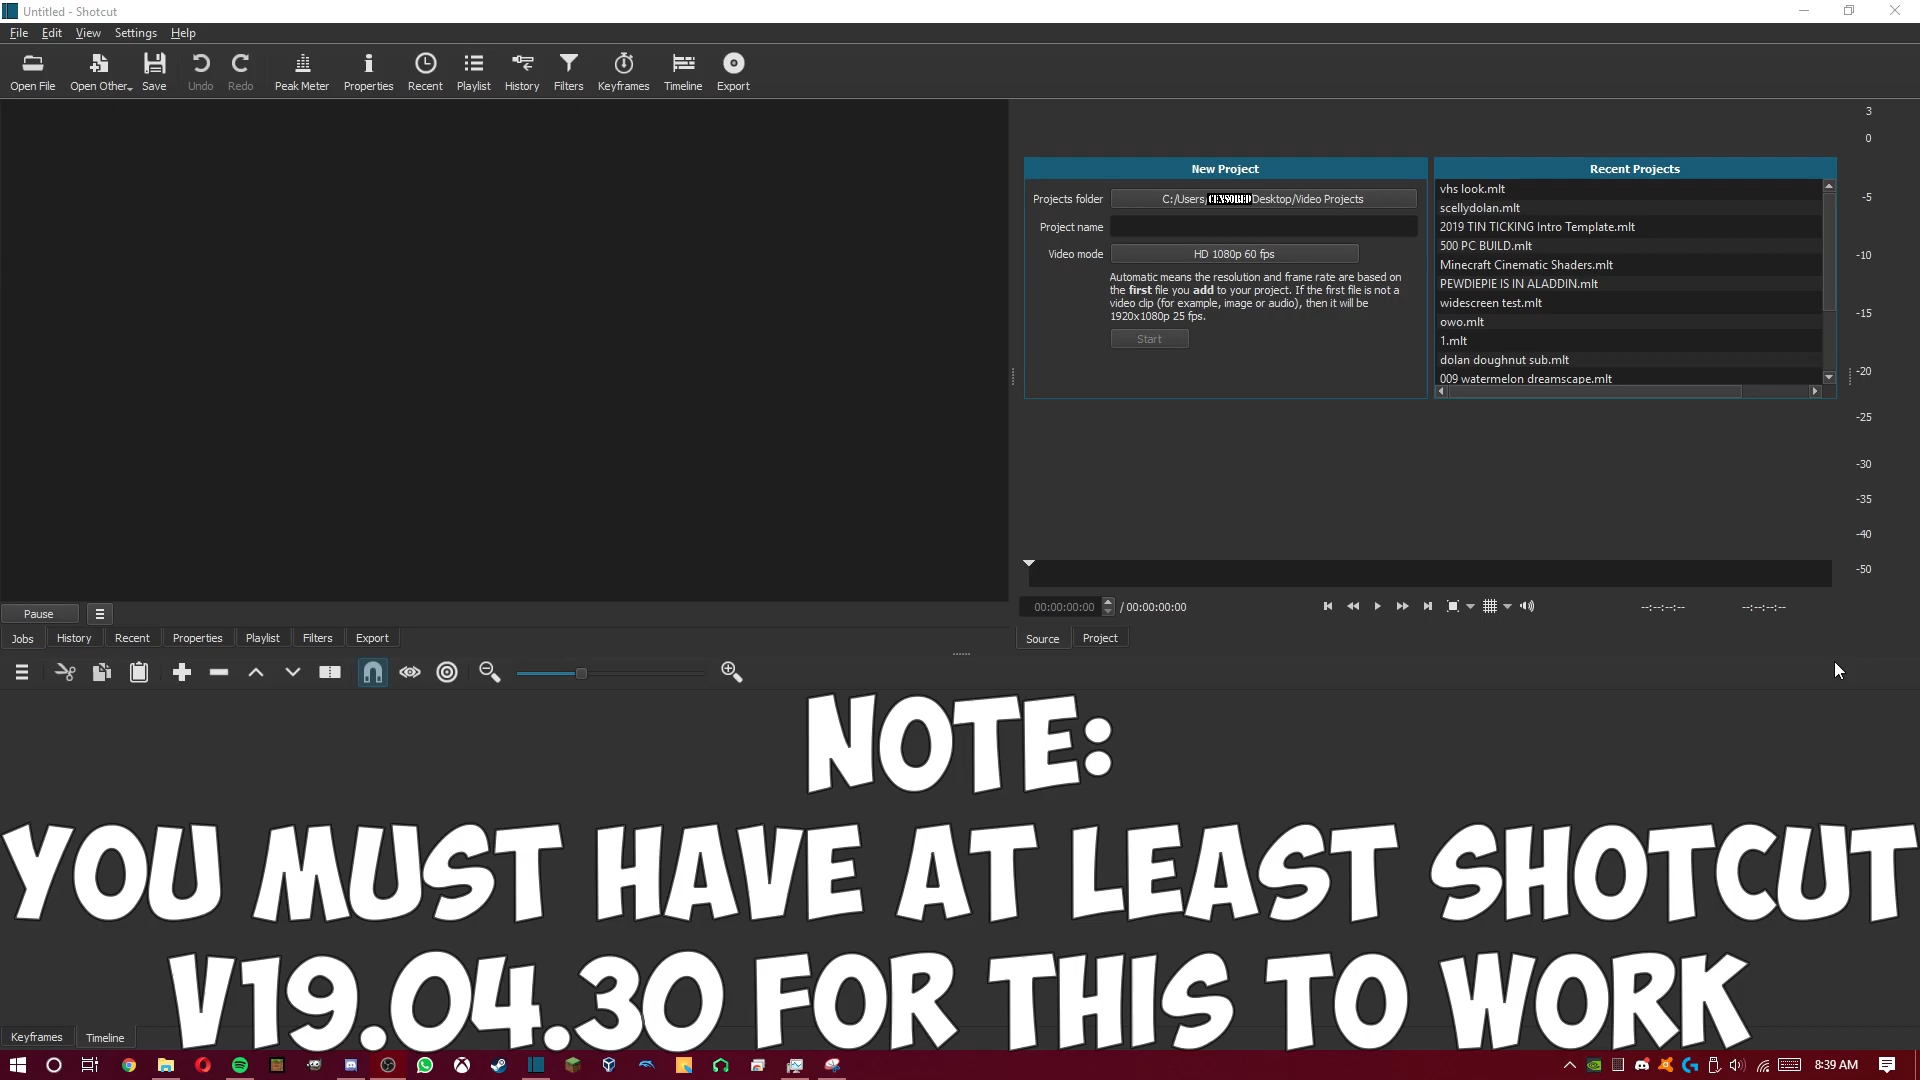 Untitled - Shotcut
File Edit View Settings Help
Open File Open Other Save Undo Redo Peak Meter Properties Recent Playlist History Filters Keyframes Timeline Export
New Project
Projects folder C:/Users/CENSORED/Desktop/Video Projects
Project name
Video mode HD 1080p 60 fps
Automatic means the resolution and frame rate are based on
the first file you add to your project. If the first file is not a
video clip (for example, image or audio), then it will be
1920x1080p 25 fps.
Start
Recent Projects
vhs look.mlt
scellydolan.mlt
2019 TIN TICKING Intro Template.mlt
500 PC BUILD.mlt
Minecraft Cinematic Shaders.mlt
PEWDIEPIE IS IN ALADDIN.mlt
widescreen test.mlt
owo.mlt
1.mlt
dolan doughnut sub.mlt
009 watermelon dreamscape.mlt
3
0
-5
-10
-15
-20
-25
-30
-35
-40
-50
00:00:00:00 / 00:00:00:00
--:--:--:-- --:--:--:--
Source Project
Pause
Jobs History Recent Properties Playlist Filters Export
NOTE:
YOU MUST HAVE AT LEAST SHOTCUT
V19.04.30 FOR THIS TO WORK
Keyframes Timeline
8:39 AM